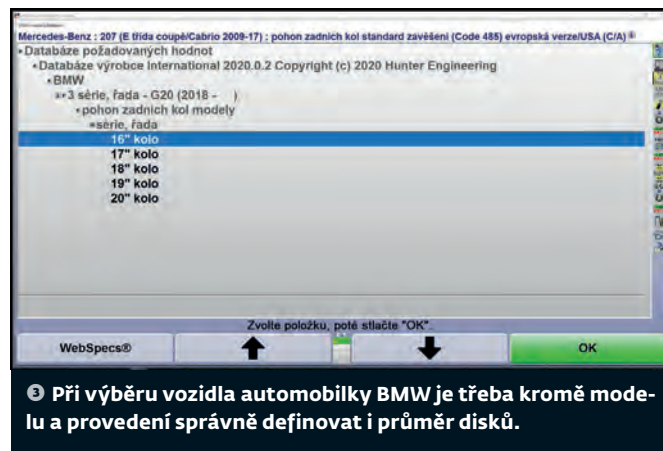 Mercedes-Benz : 207 (E třída coupé/Cabrio 2009-17) : pohon zadních kol standard zavěšení (Code 485) evropská verze/USA (C/A)
Databáze požadovaných hodnot
Databáze výrobce International 2020.0.2 Copyright (c) 2020 Hunter Engineering
BMW
3 série, řada - G20 (2018 - )
pohon zadních kol modely
série, řada
16" kolo
17" kolo
18" kolo
19" kolo
20" kolo
Zvolte položku, poté stlačte "OK".
WebSpecs® OK
❸ Při výběru vozidla automobilky BMW je třeba kromě mode-
lu a provedení správně definovat i průměr disků.